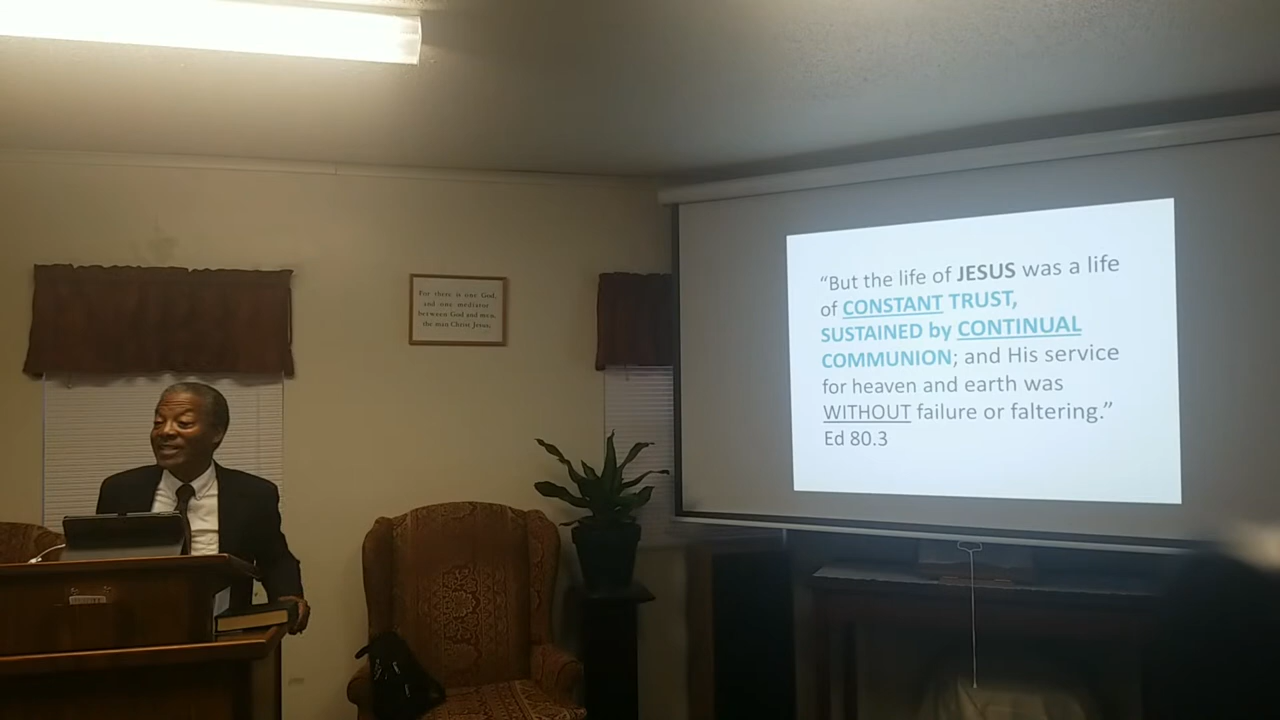 For there is one God,
and one mediator
between God and men,
the man Christ Jesus;
“But the life of JESUS was a life
of CONSTANT TRUST,
SUSTAINED by CONTINUAL
COMMUNION; and His service
for heaven and earth was
WITHOUT failure or faltering.”
Ed 80.3